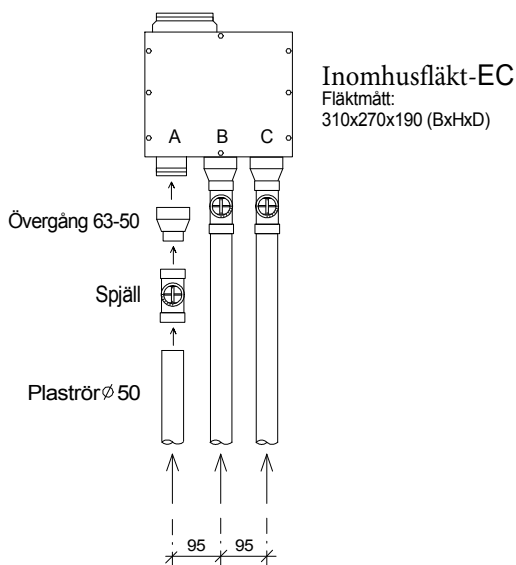 Inomhusfläkt-EC
Fläktmått:
310x270x190 (BxHxD)
A B C
Övergång 63-50
Spjäll
Plaströr⌀50
95 95